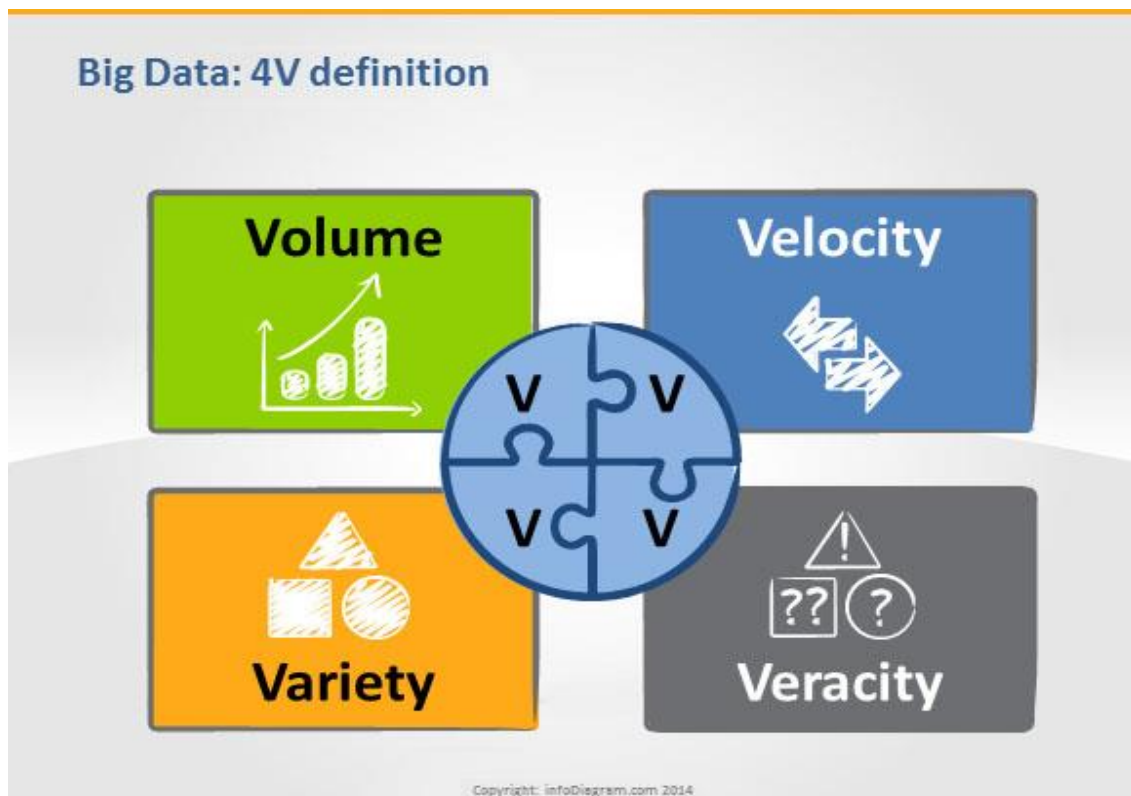 Big Data: 4V definition
Volume
Velocity
V
V
V
V
!
??
?
Variety
Veracity
Copyright: infoDiagram.com 2014